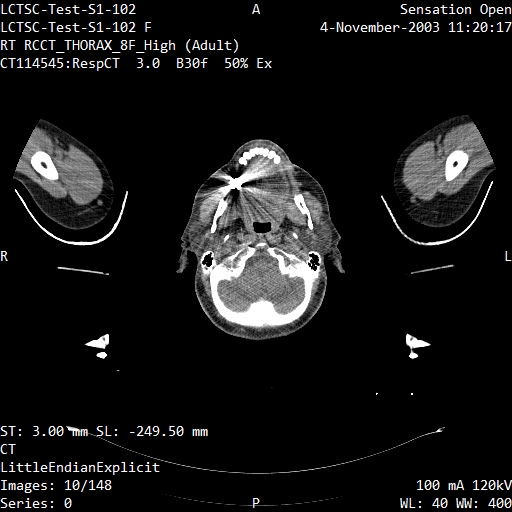 LCTSC-Test-S1-102
A
Sensation Open
LCTSC-Test-S1-102 F
4-November-2003 11:20:17
RT RCCT_THORAX_8F_High (Adult)
CT114545:RespCT 3.0 B30f 50% Ex
R
L
ST: 3.00 mm SL: -249.50 mm
CT
LittleEndianExplicit
Images: 10/148
100 mA 120kV
Series: 0
P
WL: 40 WW: 400